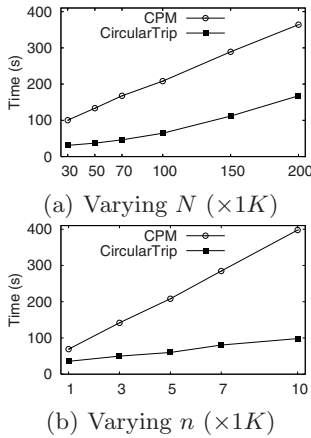 400
CPM
CircularTrip
300
Time (s)
200
100
0
30 50 70 100 150 200
(a) Varying N (×1K)
400
CPM
CircularTrip
300
Time (s)
200
100
0
1 3 5 7 10
(b) Varying n (×1K)